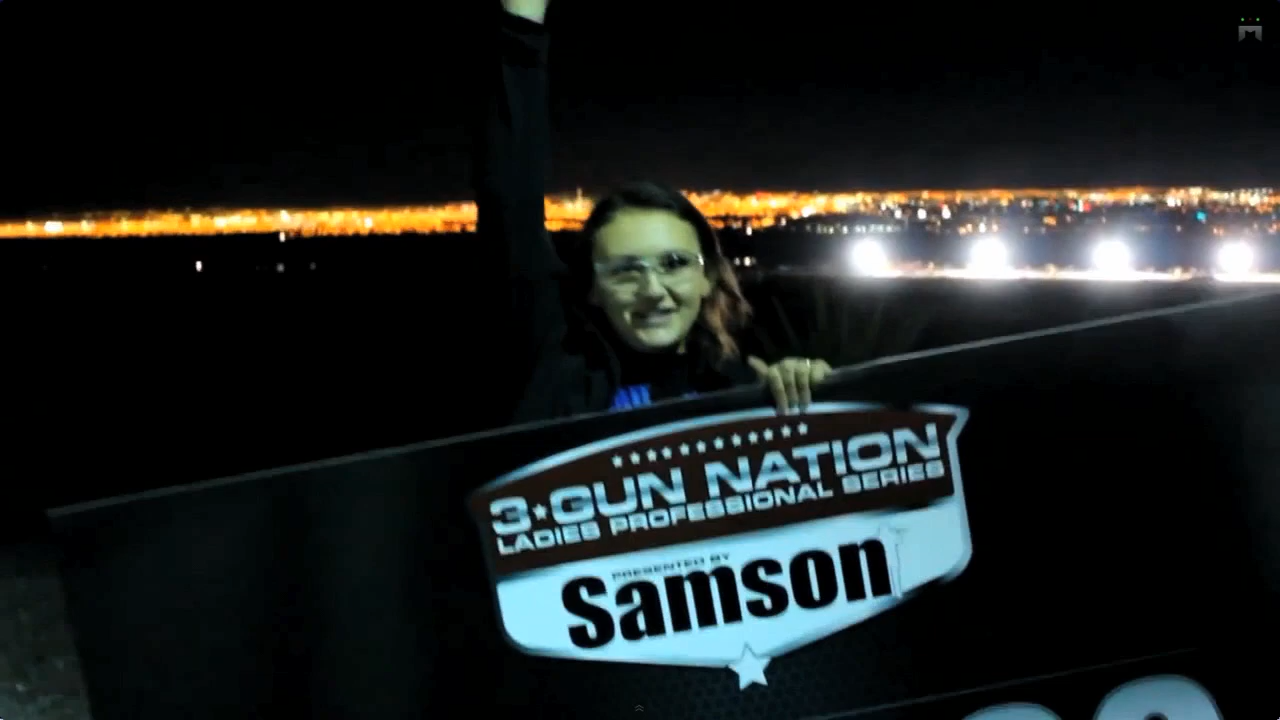 3★GUN NATION
LADIES PROFESSIONAL SERIES
PRESENTED BY
Samson